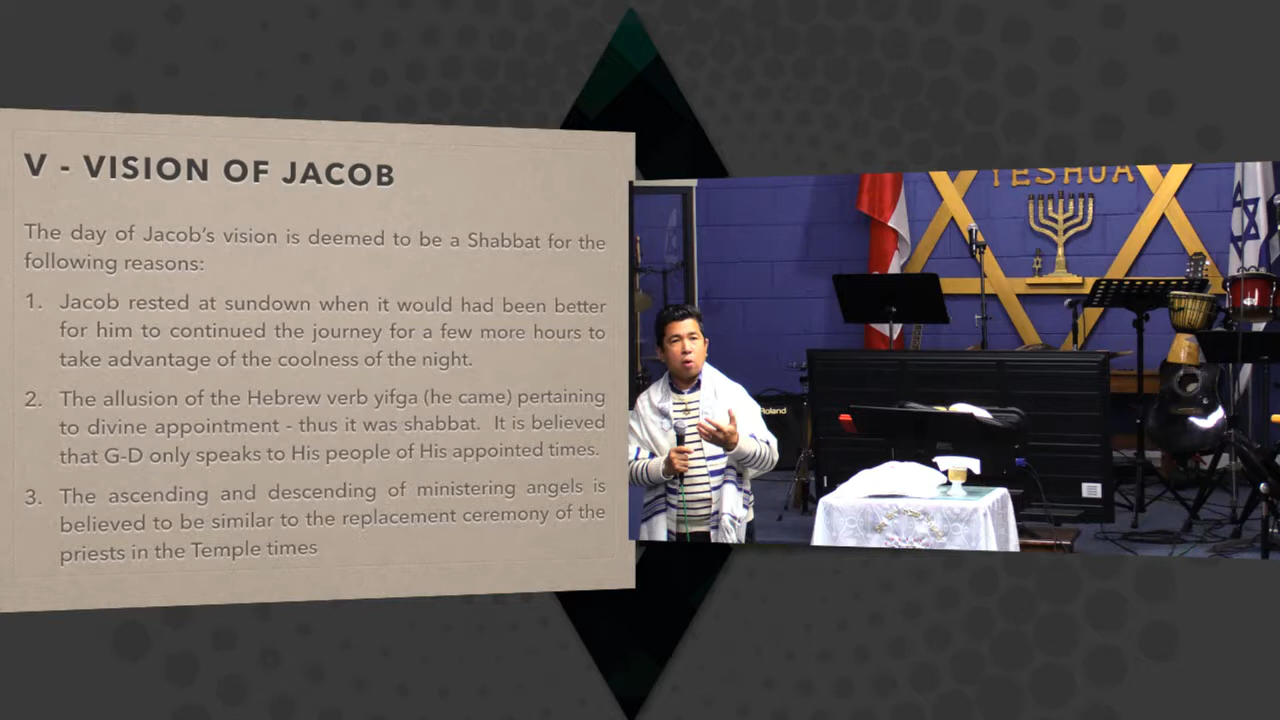 V - VISION OF JACOB
The day of Jacob's vision is deemed to be a Shabbat for the
following reasons:
1. Jacob rested at sundown when it would had been better
for him to continued the journey for a few more hours to
take advantage of the coolness of the night.
2. The allusion of the Hebrew verb yifga (he came) pertaining
to divine appointment - thus it was shabbat. It is believed
that G-D only speaks to His people of His appointed times.
3. The ascending and descending of ministering angels is
believed to be similar to the replacement ceremony of the
priests in the Temple times
YESHUA
Roland